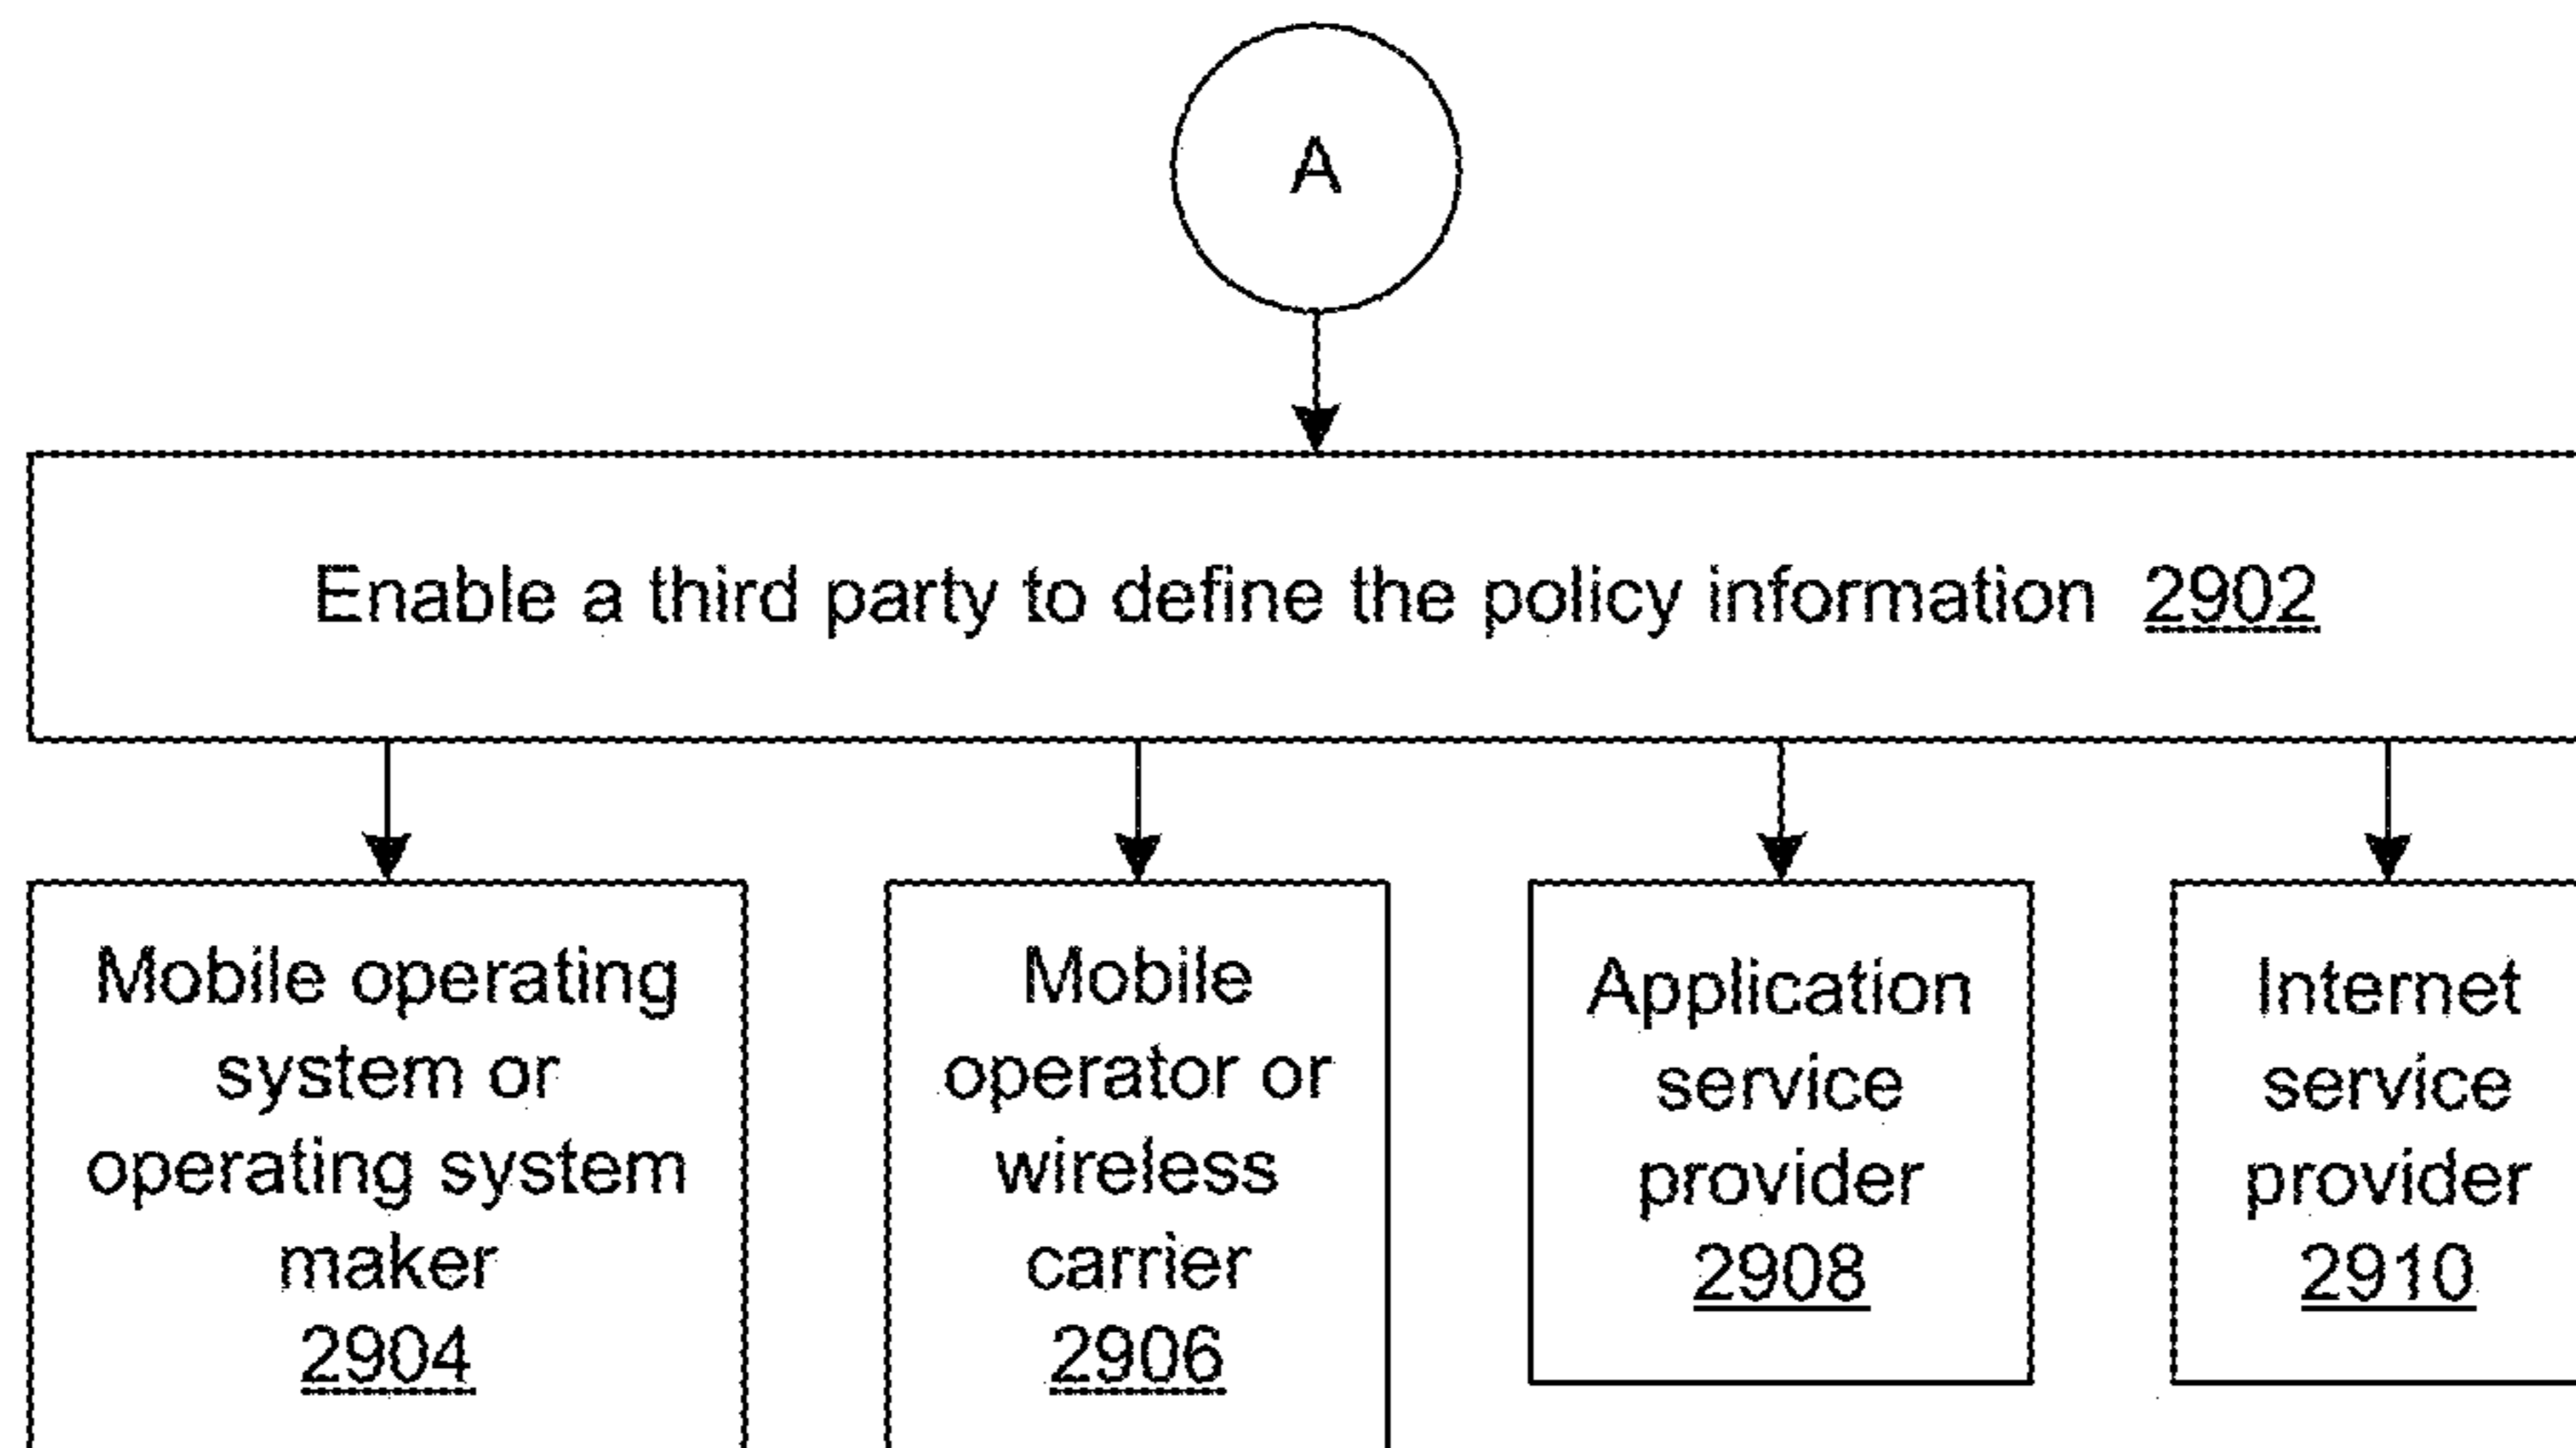 A
Enable a third party to define the policy information 2902
Mobile operating
system or
operating system
maker
2904
Mobile
operator or
wireless
carrier
2906
Application
service
provider
2908
Internet
service
provider
2910